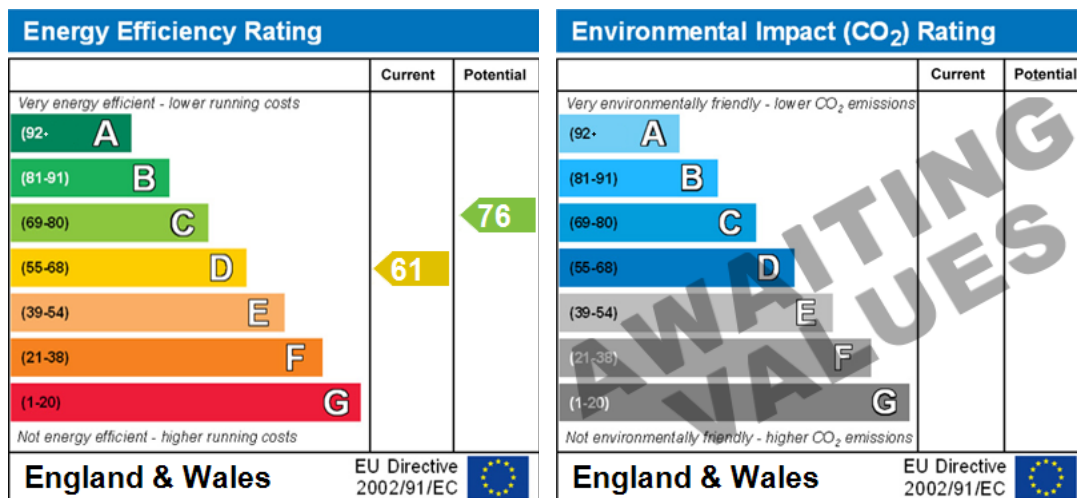 Energy Efficiency Rating
Current Potential
Very energy efficient - lower running costs
(92- A
(81-91) B
(69-80) C
76
(55-68) D
61
(39-54) E
(21-38) F
(1-20) G
Not energy efficient - higher running costs
England & Wales
EU Directive
2002/91/EC
Environmental Impact (CO₂) Rating
Current Potential
Very environmentally friendly - lower CO₂ emissions
(92- A
(81-91) B
(69-80) C
(55-68) D
(39-54) E
(21-38) F
(1-20) G
AWAITING
VALUES
Not environmentally friendly - higher CO₂ emissions
England & Wales
EU Directive
2002/91/EC